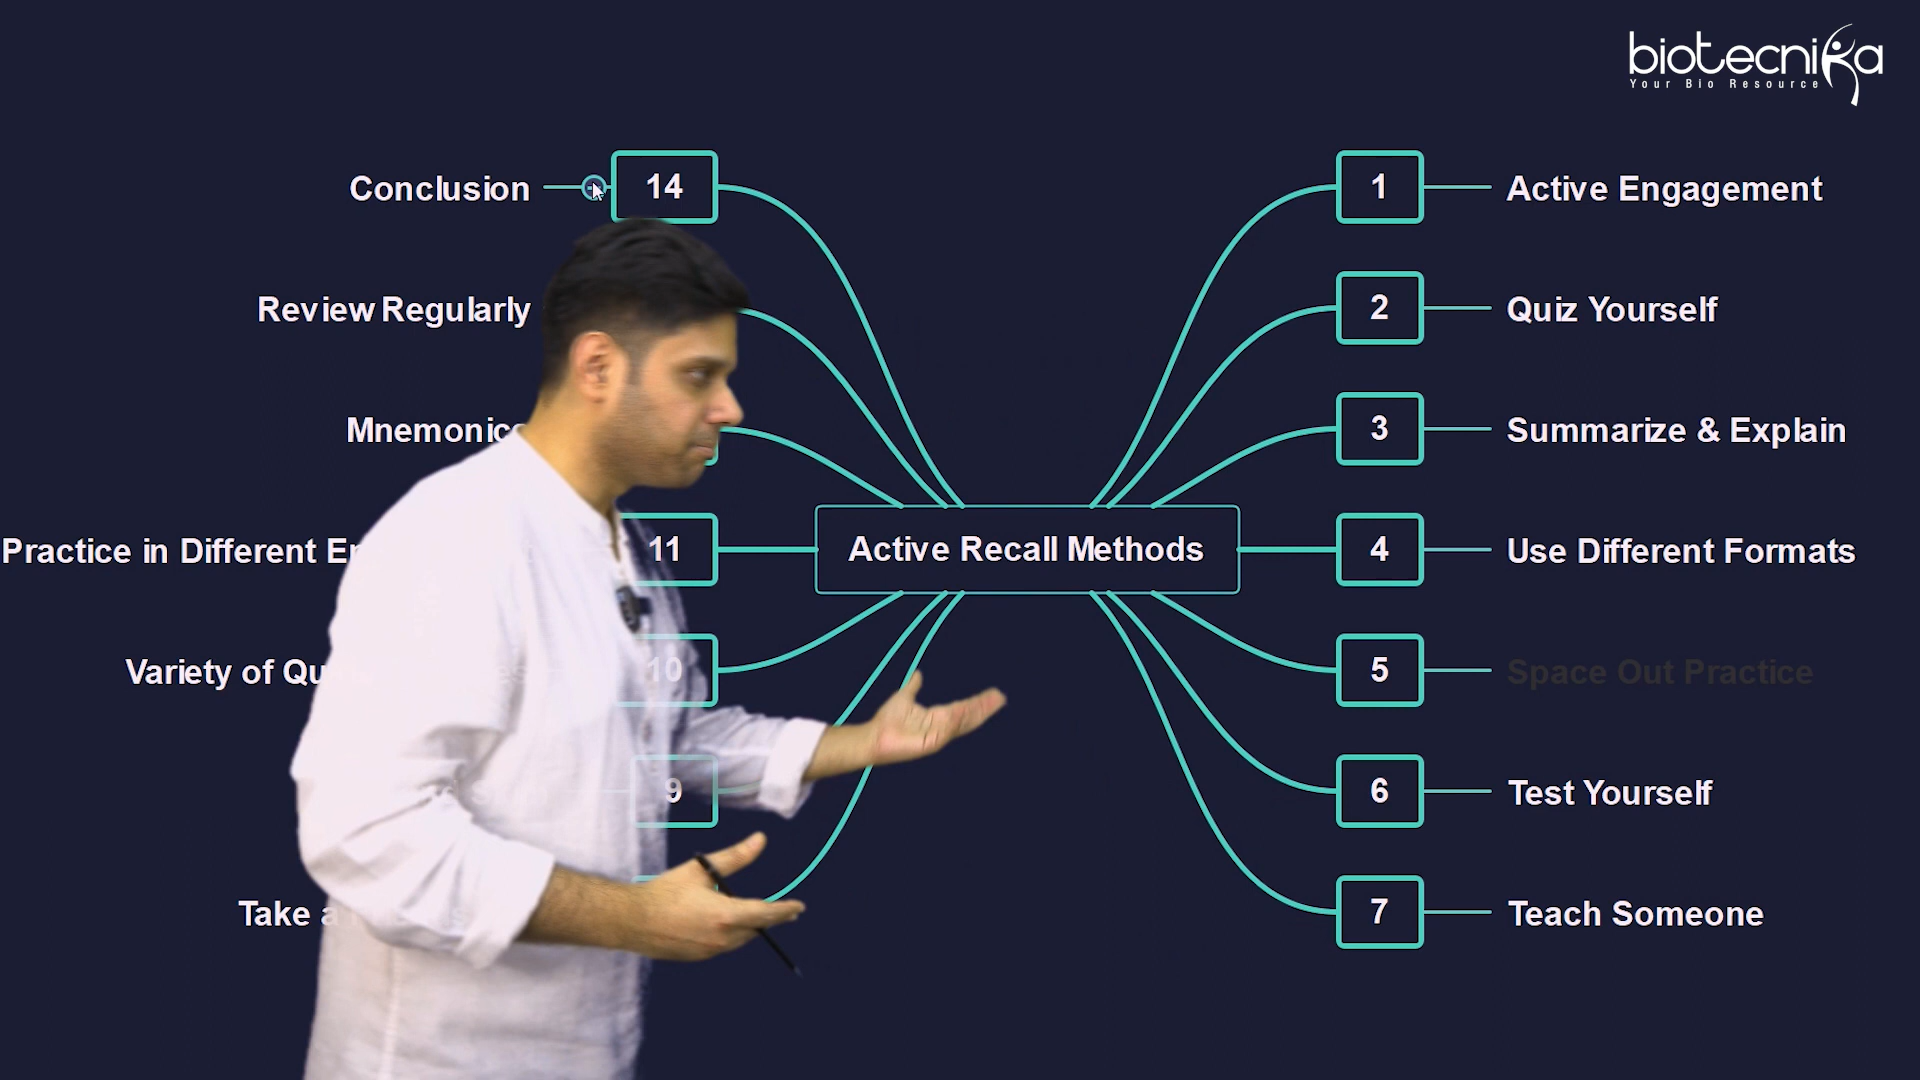 biotecnika
Your Bio Resource
Conclusion
14
1
Active Engagement
Review Regularly
2
Quiz Yourself
Mnemonics
3
Summarize & Explain
Practice in Different
11
Active Recall Methods
4
Use Different Formats
Variety of
10
5
Space Out Practice
9
6
Test Yourself
Take a
7
Teach Someone